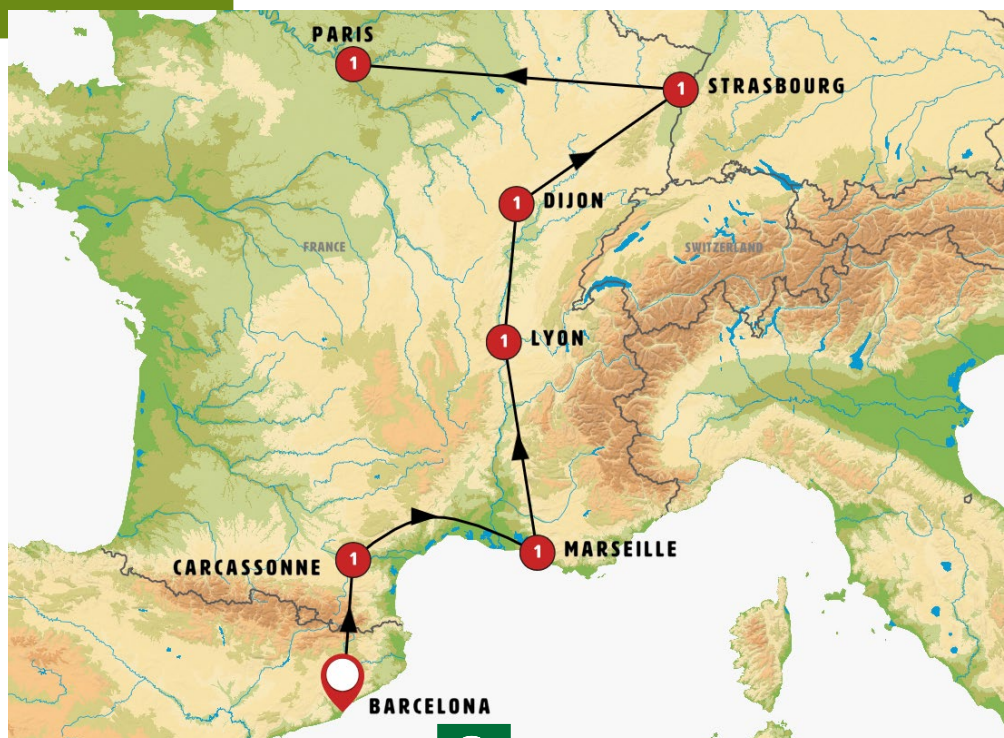 PARIS
1
1
STRASBOURG
1
DIJON
FRANCE
SWITZERLAND
1
LYON
CARCASSONNE
1
1
MARSEILLE
BARCELONA